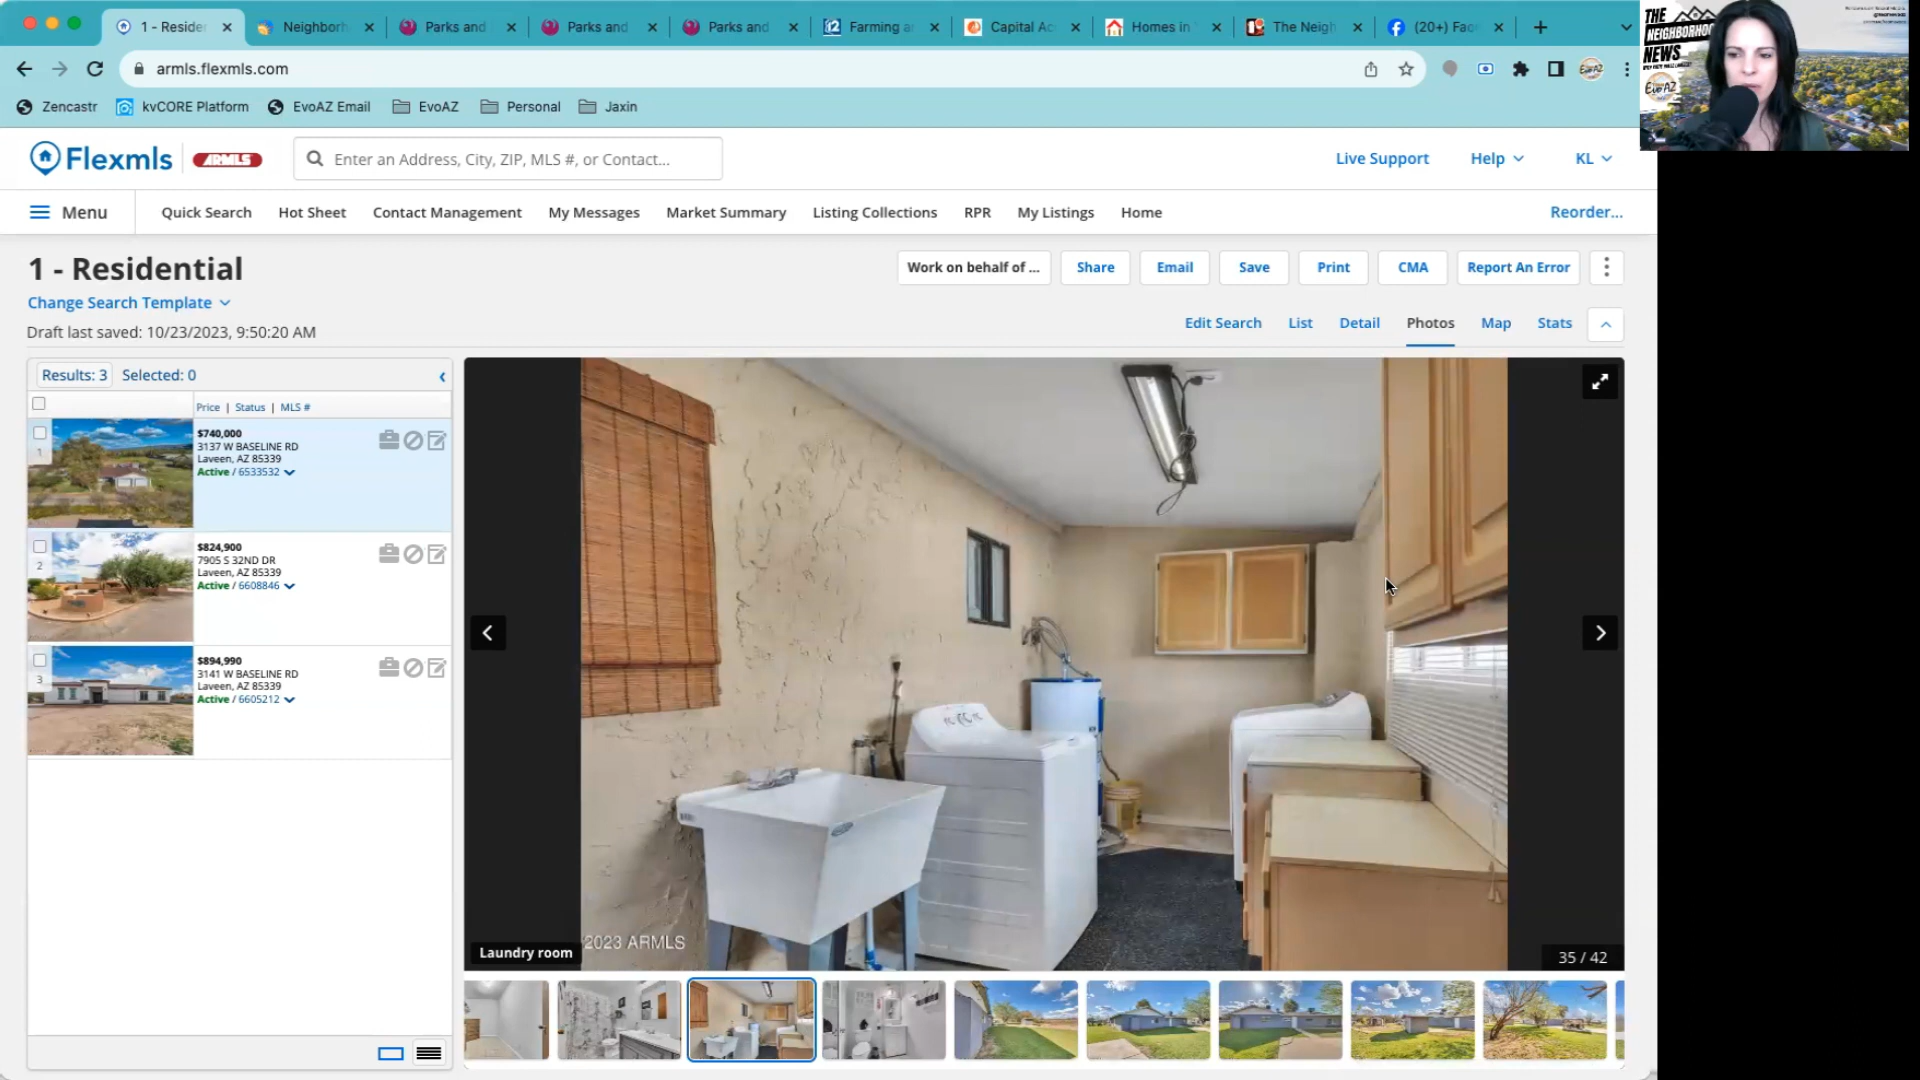 1 - Reside
Neighborh
Parks and
Parks and
Parks and
Farming a
Capital Ac
Homes in
The Neigh
(20+) Fac
armls.flexmls.com
Zencastr
kvCORE Platform
EvoAZ Email
EvoAZ
Personal
Jaxin
THE
NEIGHBORHOO
NEWS
EvoAZ
Flexmls
ARMLS
Enter an Address, City, ZIP, MLS #, or Contact...
Live Support
Help
KL
Menu
Quick Search
Hot Sheet
Contact Management
My Messages
Market Summary
Listing Collections
RPR
My Listings
Home
Reorder...
1 - Residential
Work on behalf of ...
Share
Email
Save
Print
CMA
Report An Error
Change Search Template
Draft last saved: 10/23/2023, 9:50:20 AM
Edit Search
List
Detail
Photos
Map
Stats
Results: 3
Selected: 0
Price | Status | MLS #
1
$740,000
3137 W BASELINE RD
Laveen, AZ 85339
Active / 6533532
2
$824,900
7905 S 32ND DR
Laveen, AZ 85339
Active / 6608846
3
$894,990
3141 W BASELINE RD
Laveen, AZ 85339
Active / 6605212
2023 ARMLS
Laundry room
35 / 42